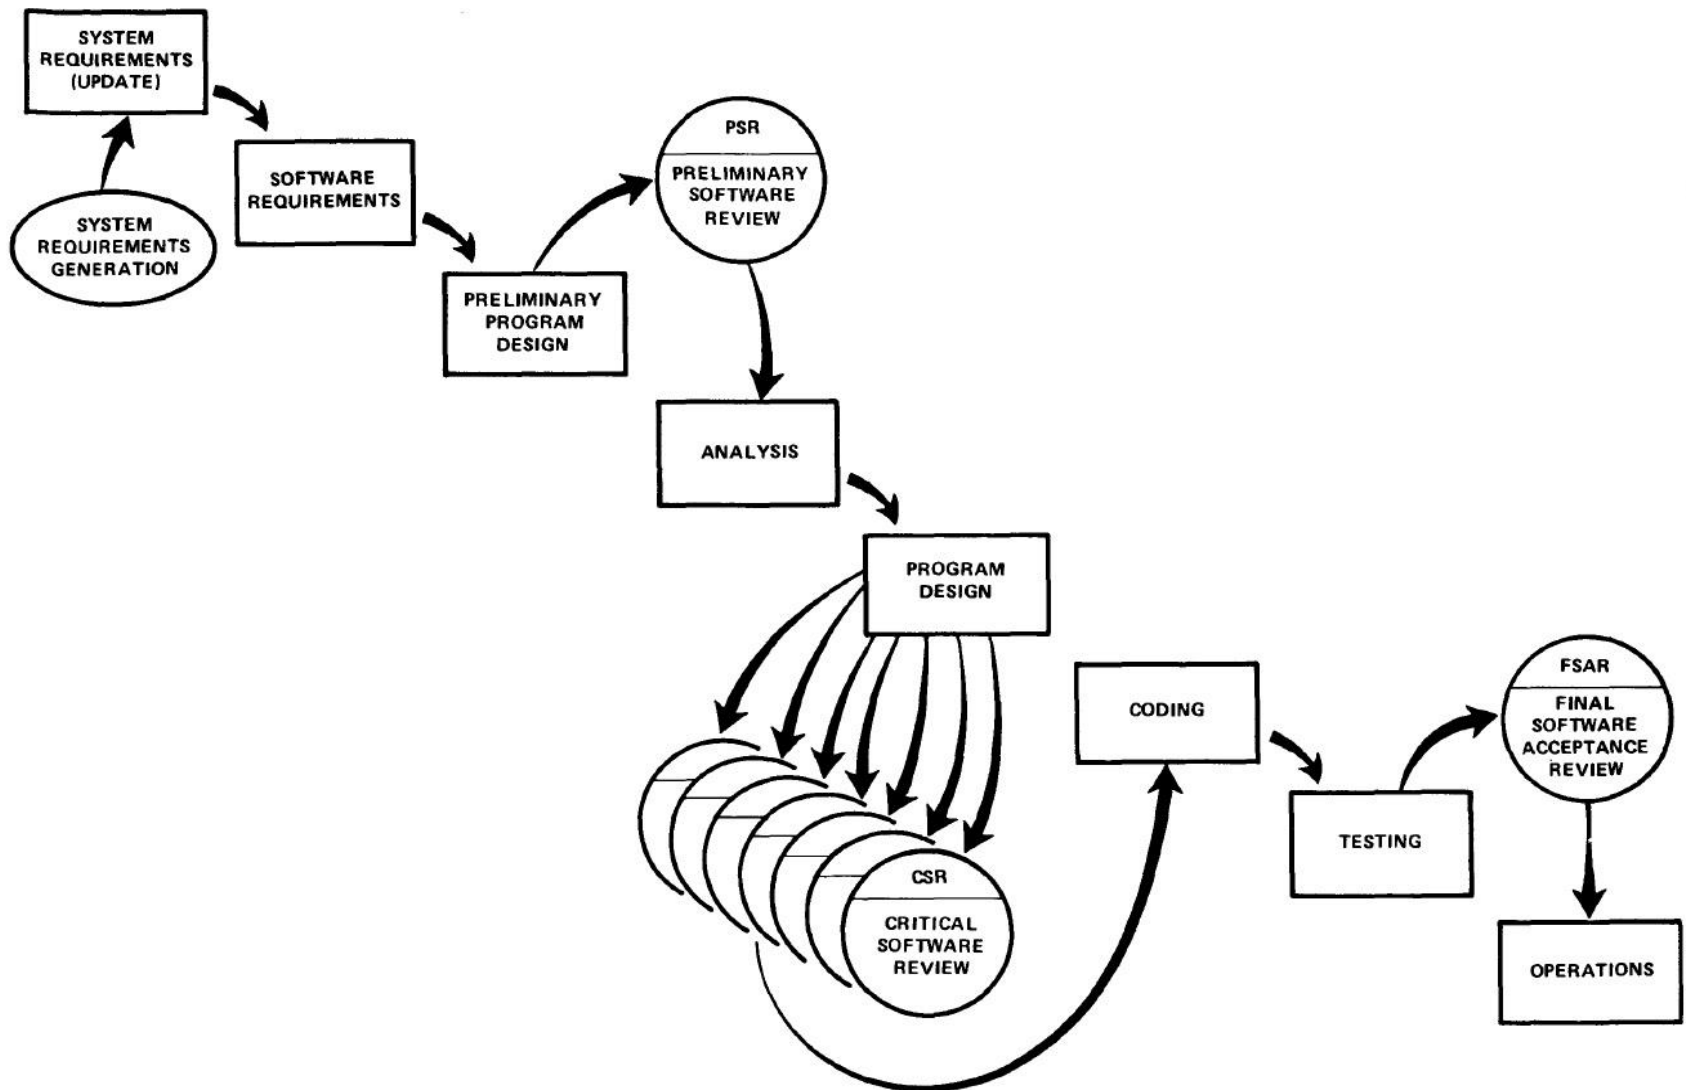 SYSTEM
REQUIREMENTS
(UPDATE)
SYSTEM
REQUIREMENTS
GENERATION
SOFTWARE
REQUIREMENTS
PRELIMINARY
PROGRAM
DESIGN
PSR
PRELIMINARY
SOFTWARE
REVIEW
ANALYSIS
PROGRAM
DESIGN
CSR
CRITICAL
SOFTWARE
REVIEW
CODING
TESTING
FSAR
FINAL
SOFTWARE
ACCEPTANCE
REVIEW
OPERATIONS